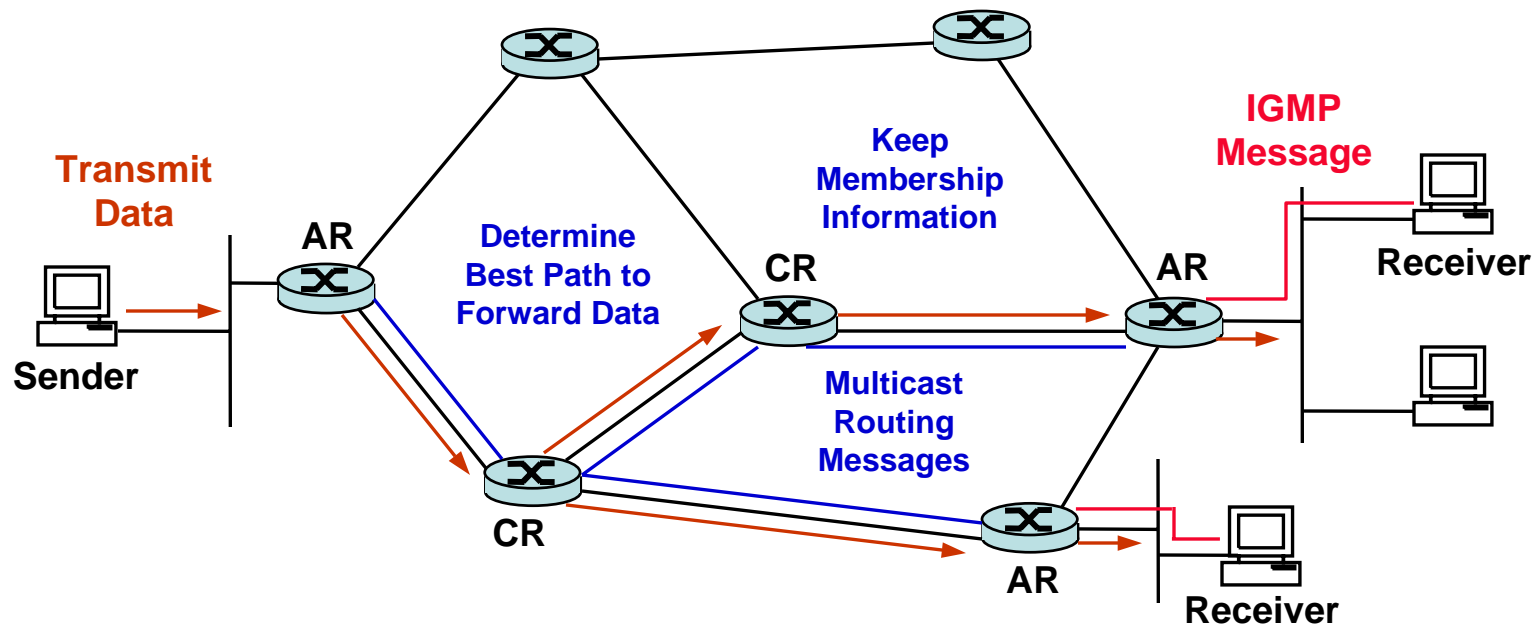 Transmit
Data
AR
Sender
Determine
Best Path to
Forward Data
Keep
Membership
Information
IGMP
Message
CR
AR
Receiver
Multicast
Routing
Messages
CR
AR
Receiver